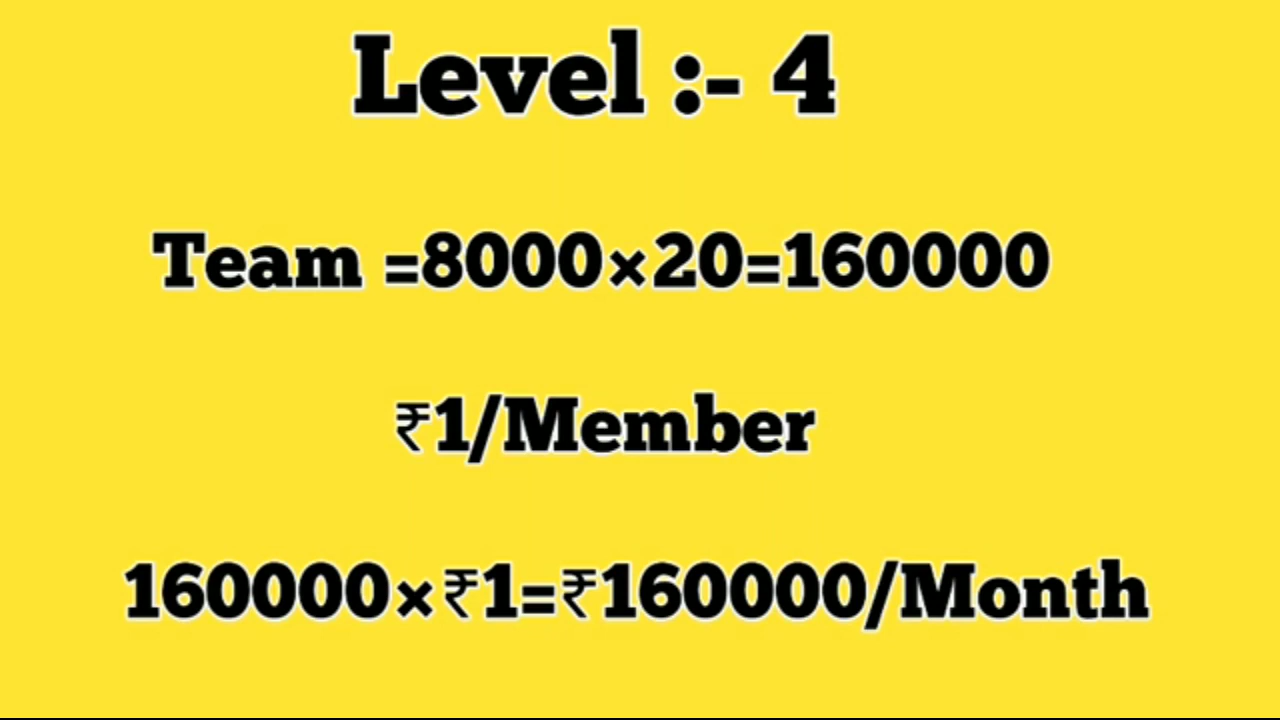 Level :- 4
Team =8000×20=160000
₹1/Member
160000×₹1=₹160000/Month